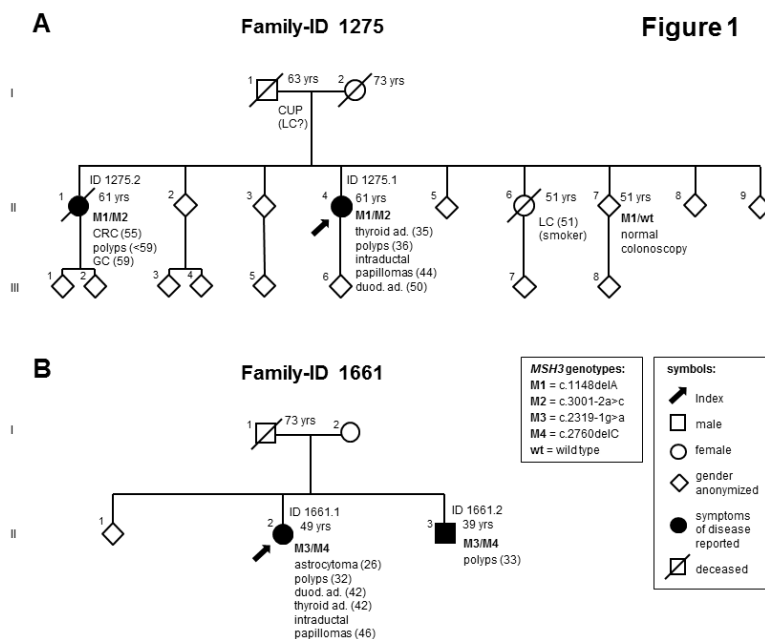 Figure 1
A
Family-ID 1275
I
1
63 yrs
2
73 yrs
CUP
(LC?)
II
1
ID 1275.2
61 yrs
M1/M2
CRC (55)
polyps (<59)
GC (59)
2
3
4
ID 1275.1
61 yrs
M1/M2
thyroid ad. (35)
polyps (36)
intraductal
papillomas (44)
duod. ad. (50)
5
6
51 yrs
LC (51)
(smoker)
7
51 yrs
M1/wt
normal
colonoscopy
8
9
III
1
2
3
4
5
6
7
8
B
Family-ID 1661
I
1
73 yrs
2
II
1
2
ID 1661.1
49 yrs
M3/M4
astrocytoma (26)
polyps (32)
duod. ad. (42)
thyroid ad. (42)
intraductal
papillomas (46)
3
ID 1661.2
39 yrs
M3/M4
polyps (33)
MSH3 genotypes:
M1 = c.1148delA
M2 = c.3001-2a>c
M3 = c.2319-1g>a
M4 = c.2760delC
wt = wild type
symbols:
Index
male
female
gender
anonymized
symptoms
of disease
reported
deceased